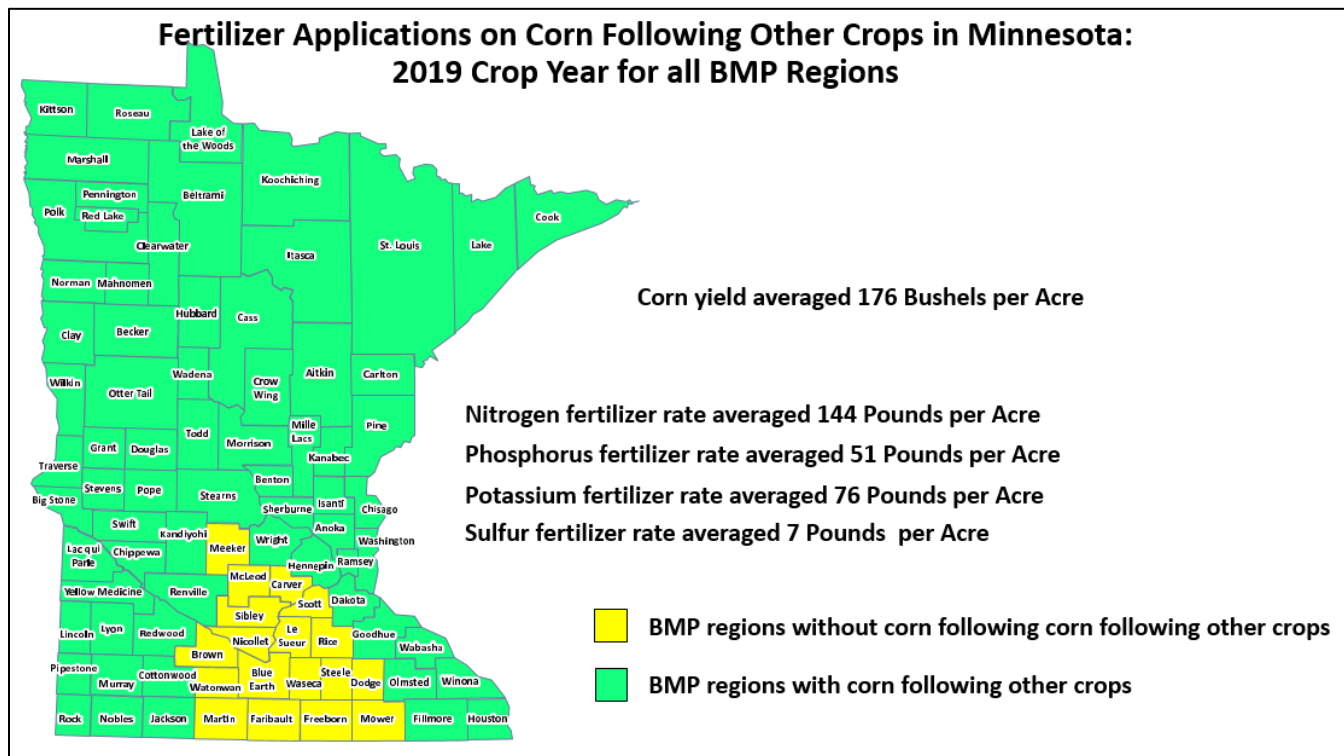 Fertilizer Applications on Corn Following Other Crops in Minnesota:
2019 Crop Year for all BMP Regions
Kittson
Roseau
Lake of
the Woods
Marshall
Koochiching
Pennington
Beltrami
Polk
Red Lake
Cook
Clearwater
St. Louis
Lake
Itasca
Norman
Mahnomen
Corn yield averaged 176 Bushels per Acre
Hubbard
Cass
Clay
Becker
Wadena
Aitkin
Carlton
Wilkin
Crow
Wing
Otter Tail
Nitrogen fertilizer rate averaged 144 Pounds per Acre
Mille
Lacs
Pine
Todd
Morrison
Grant
Douglas
Kanabec
Phosphorus fertilizer rate averaged 51 Pounds per Acre
Traverse
Benton
Stevens
Pope
Stearns
Big Stone
Potassium fertilizer rate averaged 76 Pounds per Acre
Isanti
Sherburne
Chisago
Swift
Kandiyohi
Anoka
Sulfur fertilizer rate averaged 7 Pounds per Acre
Wright
Washington
Meeker
Lac qui
Parle
Chippewa
Hennepin
Ramsey
McLeod
Carver
Yellow Medicine
Renville
Scott
Dakota
Sibley
BMP regions without corn following corn following other crops
Lincoln
Lyon
Redwood
Nicollet
Le
Sueur
Rice
Goodhue
Wabasha
Brown
Pipestone
Murray
Cottonwood
Watonwan
Blue
Earth
Waseca
Steele
Dodge
Olmsted
Winona
BMP regions with corn following other crops
Rock
Nobles
Jackson
Martin
Faribault
Freeborn
Mower
Fillmore
Houston